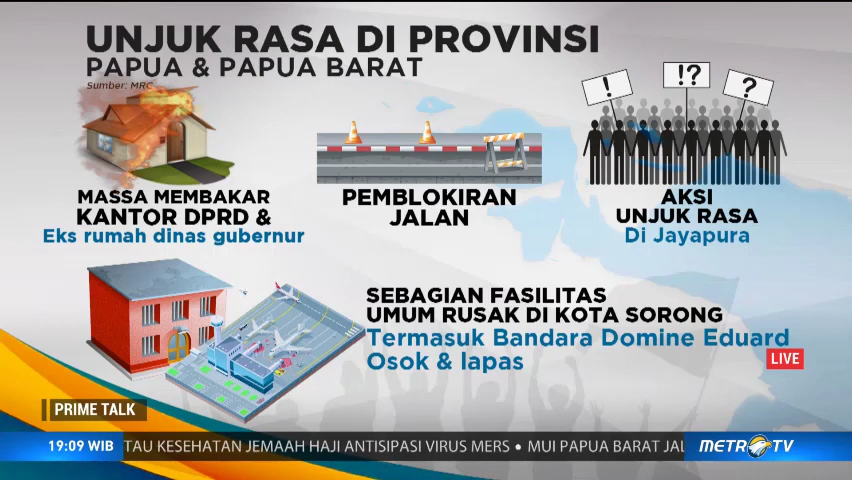 UNJUK RASA DI PROVINSI
PAPUA & PAPUA BARAT
Sumber: MRC
!
!?
?
MASSA MEMBAKAR
KANTOR DPRD &
Eks rumah dinas gubernur
PEMBLOKIRAN
JALAN
AKSI
UNJUK RASA
Di Jayapura
SEBAGIAN FASILITAS
UMUM RUSAK DI KOTA SORONG
Termasuk Bandara Domine Eduard
Osok & lapas
LIVE
PRIME TALK
19:09 WIB TAU KESEHATAN JEMAAH HAJI ANTISIPASI VIRUS MERS • MUI PAPUA BARAT JAL METRO TV